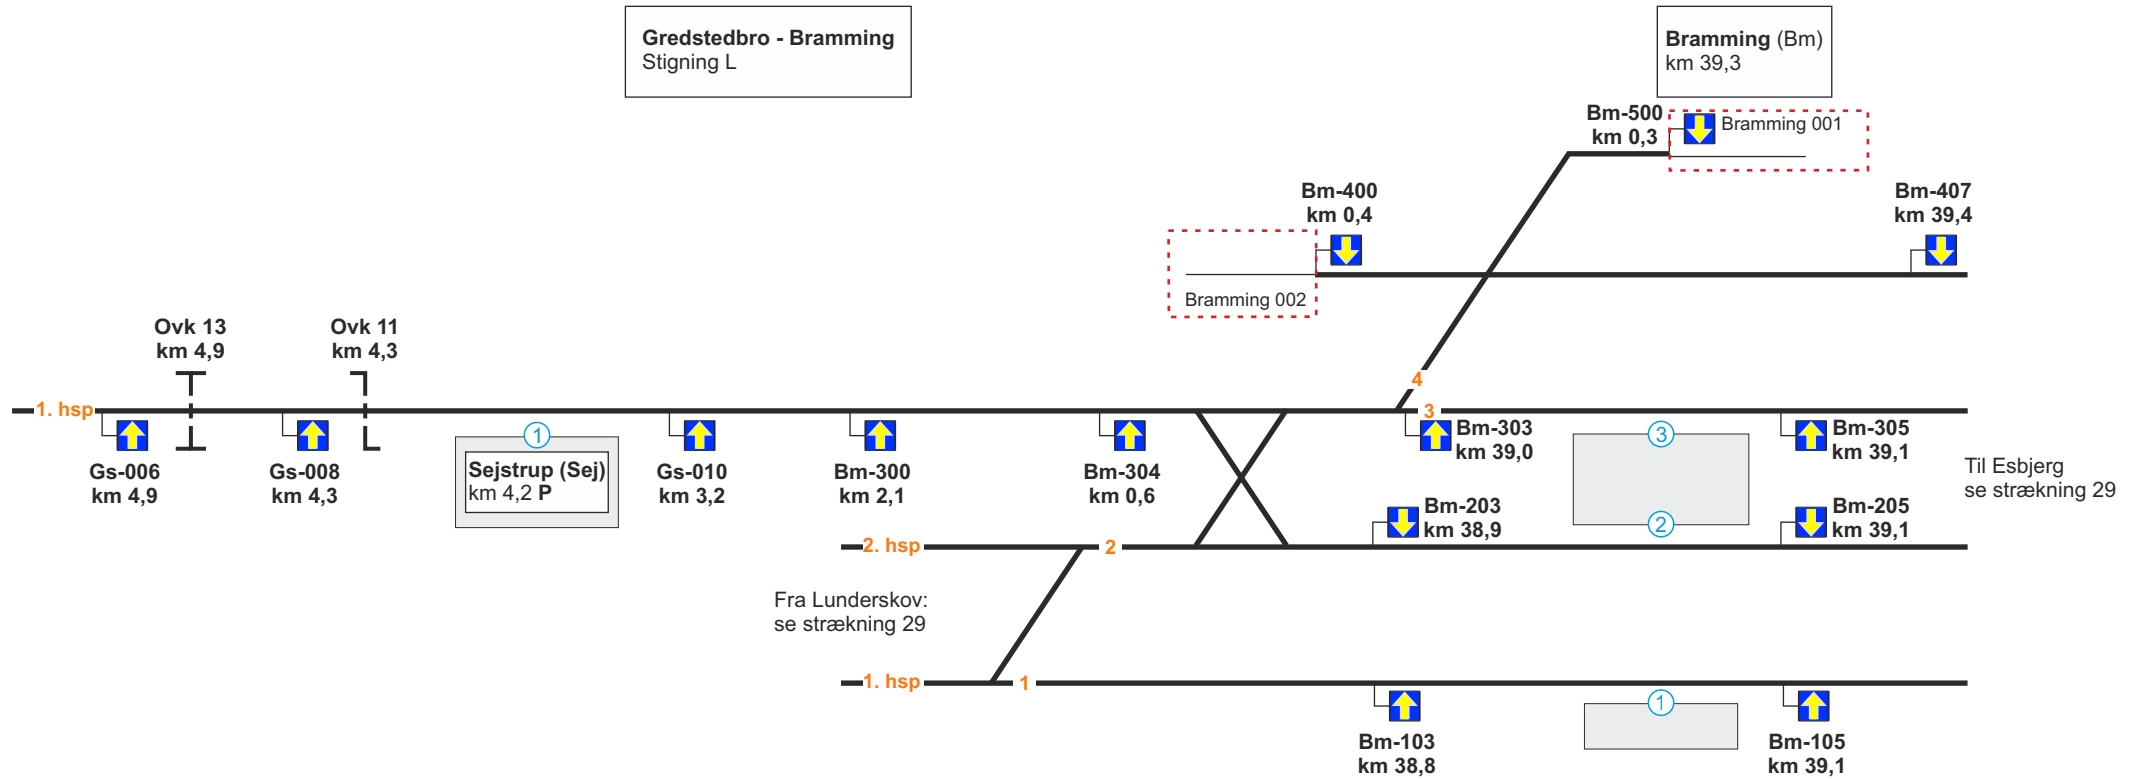 Gredstedbro - Bramming
Stigning L
Bramming (Bm)
km 39,3
Bm-500
km 0,3
Bramming 001
Bm-400
km 0,4
Bm-407
km 39,4
Bramming 002
Ovk 13
km 4,9
Ovk 11
km 4,3
4
1. hsp
3
Gs-006
km 4,9
Gs-008
km 4,3
1
Sejstrup (Sej)
km 4,2 P
Gs-010
km 3,2
Bm-300
km 2,1
Bm-304
km 0,6
Bm-303
km 39,0
3
Bm-305
km 39,1
Til Esbjerg
se strækning 29
Bm-203
km 38,9
2
Bm-205
km 39,1
2. hsp
2
Fra Lunderskov:
se strækning 29
1. hsp
1
Bm-103
km 38,8
1
Bm-105
km 39,1